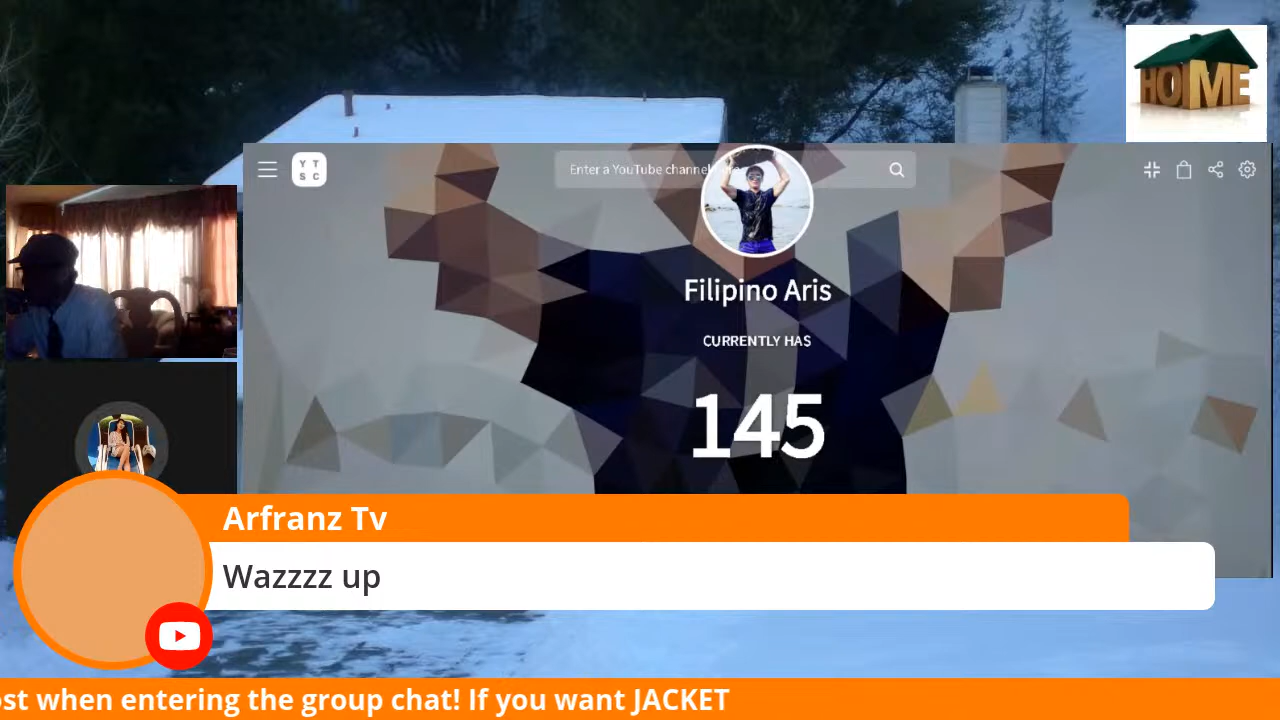 HOME
Y T
S C
Enter a YouTube channel
Filipino Aris
CURRENTLY HAS
145
Arfranz Tv
Wazzzz up
st when entering the group chat! If you want JACKET